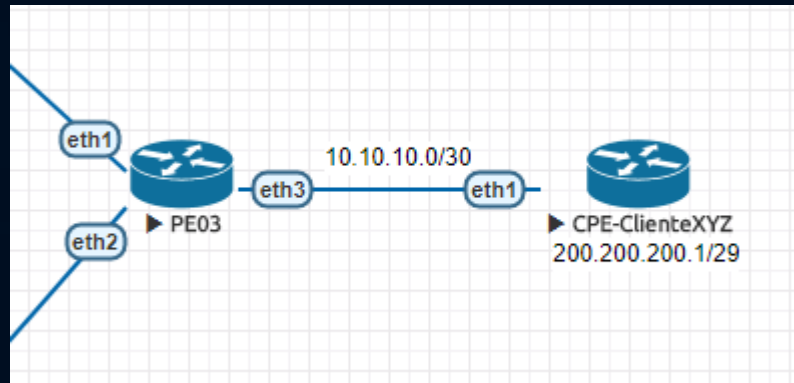 eth1
10.10.10.0/30
eth3
eth1
PE03
CPE-ClienteXYZ
eth2
200.200.200.1/29